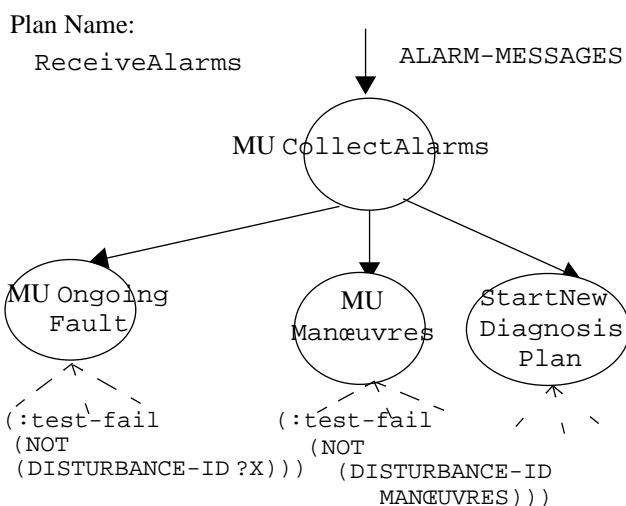 Plan Name:
ReceiveAlarms
ALARM-MESSAGES
MU CollectAlarms
MU Ongoing
Fault
MU
Manœuvres
StartNew
Diagnosis
Plan
(:test-fail
(NOT
(DISTURBANCE-ID ?X)))
(:test-fail
(NOT
(DISTURBANCE-ID
MANŒUVRES)))